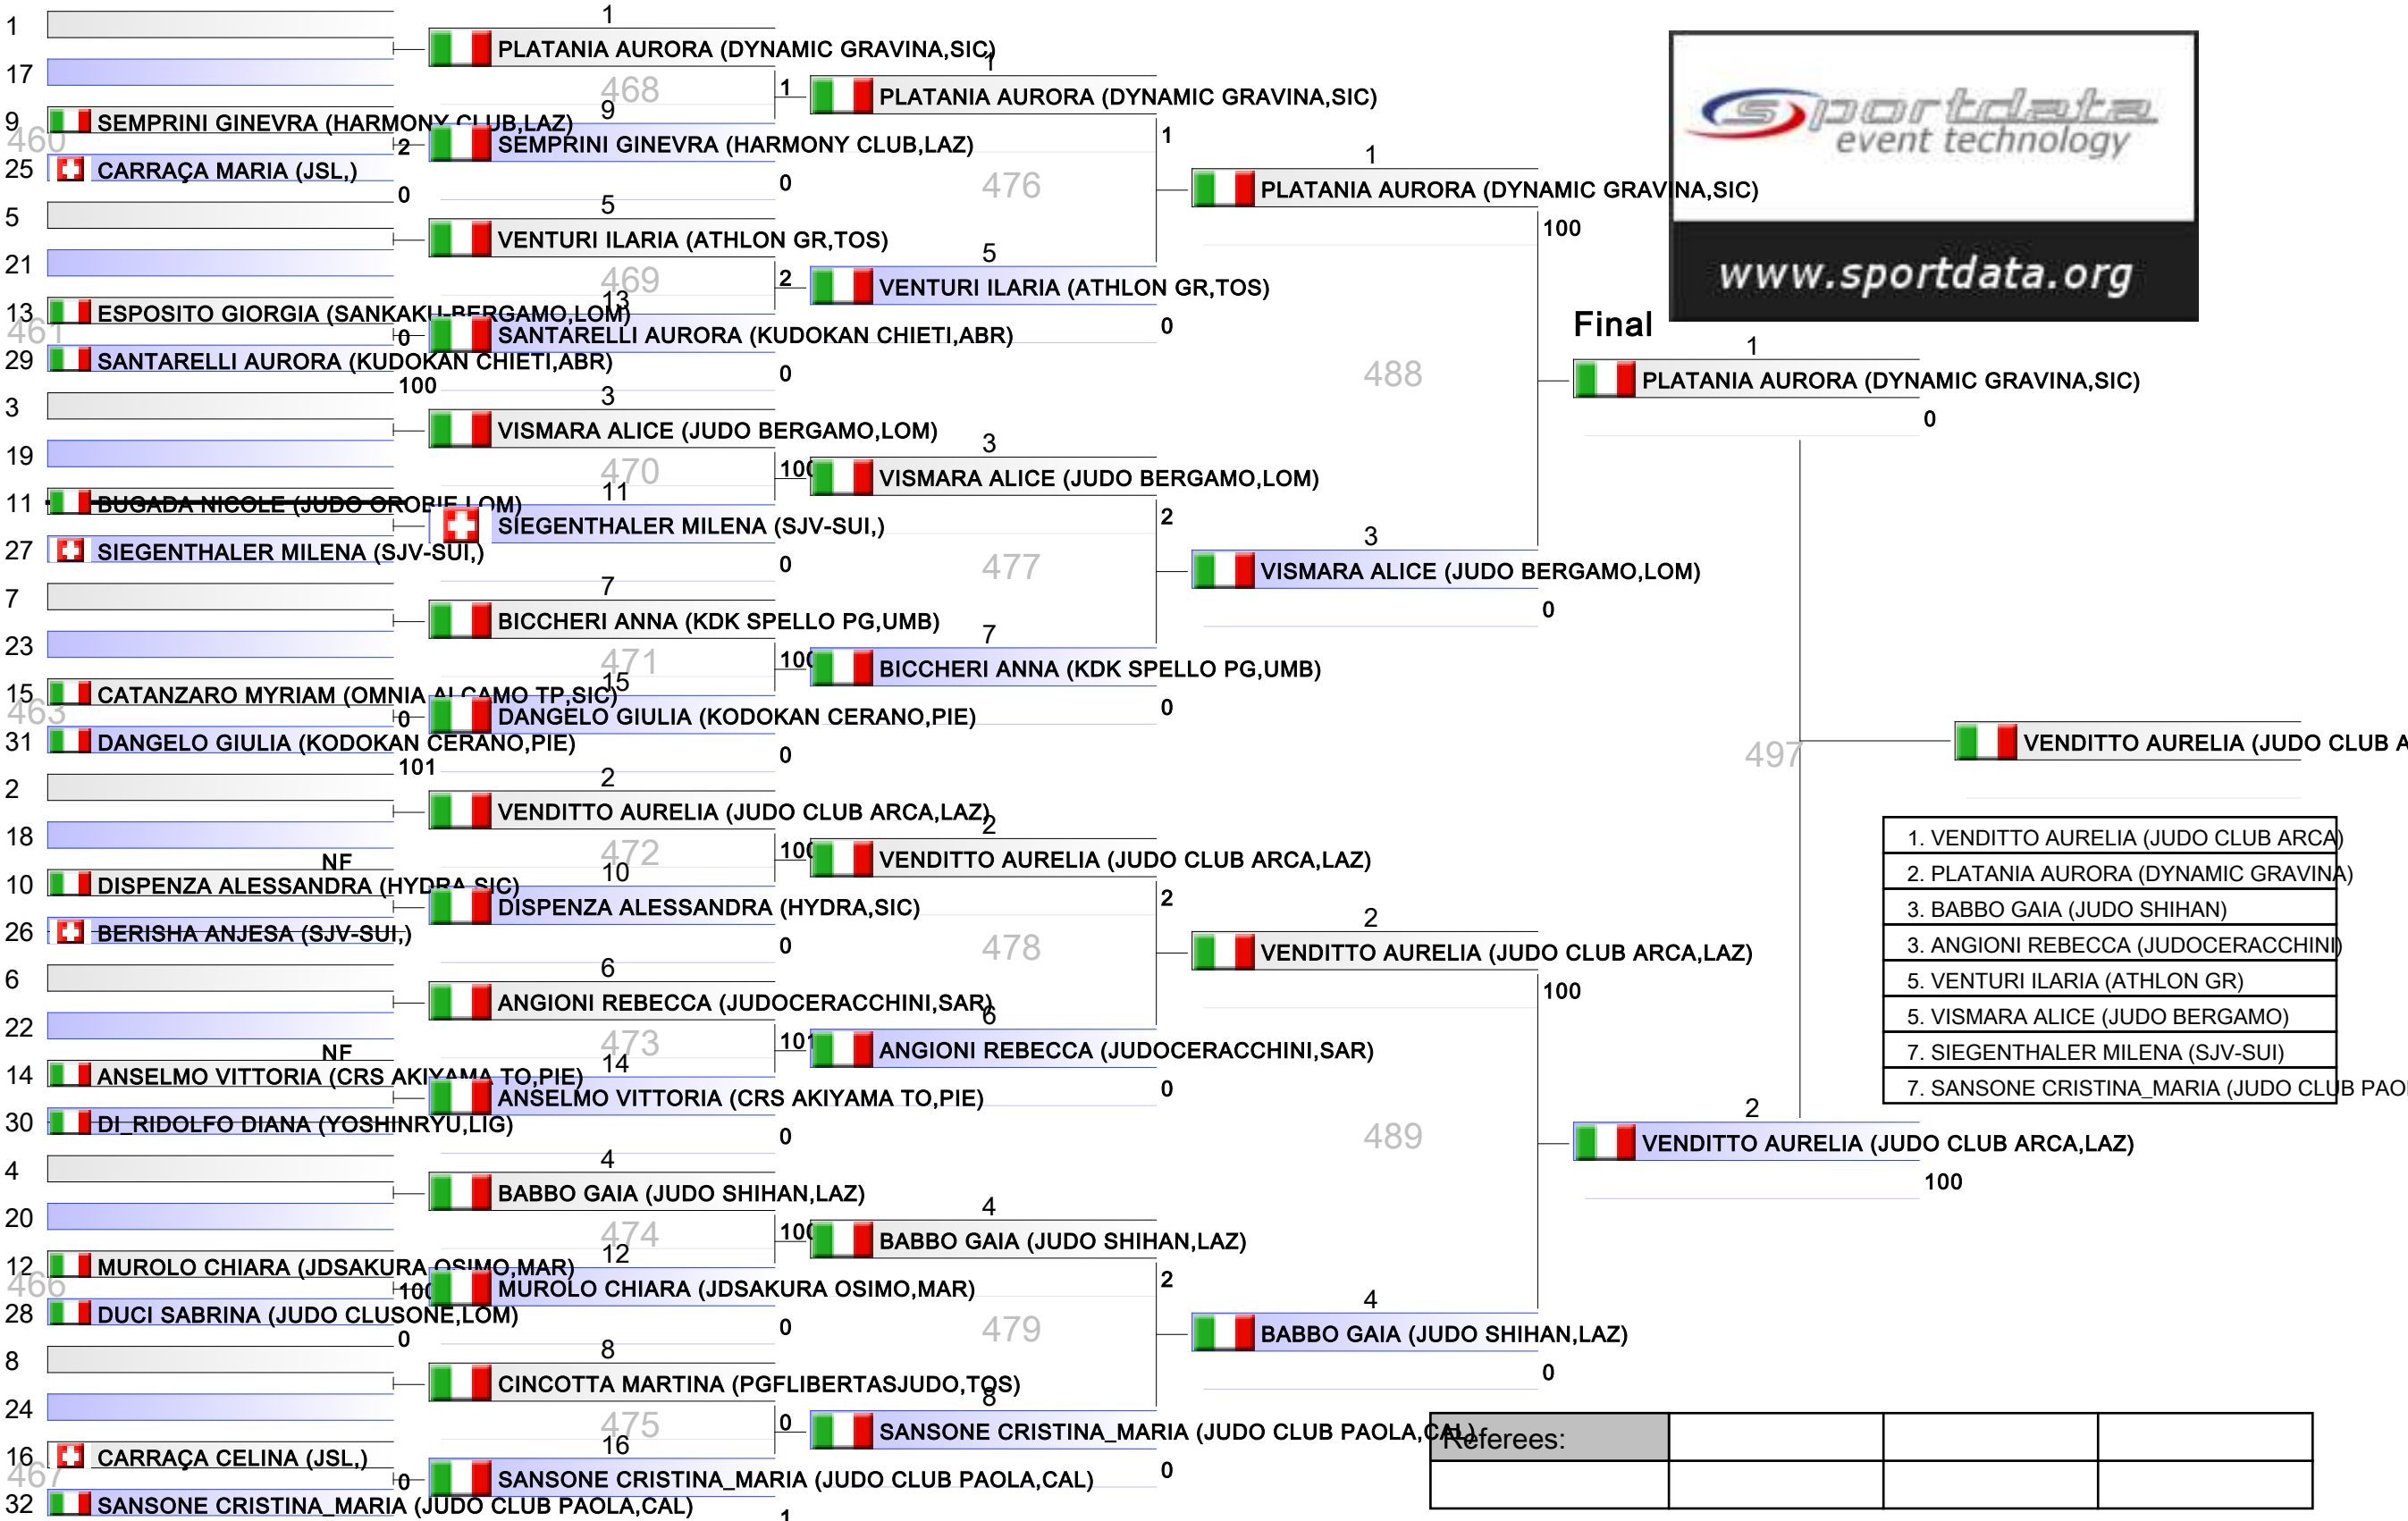 1
17
9 SEMPRINI GINEVRA (HARMONY CLUB,LAZ)
460
2
25 CARRAÇA MARIA (JSL,)
0
5
21
13 ESPOSITO GIORGIA (SANKAKU-BERGAMO,LOM)
461
0
29 SANTARELLI AURORA (KUDOKAN CHIETI,ABR)
100
3
19
11 BUGADA NICOLE (JUDO OROBIE,LOM)
27 SIEGENTHALER MILENA (SJV-SUI,)
7
23
15 CATANZARO MYRIAM (OMNIA ALCAMO TP,SIC)
463
0
31 DANGELO GIULIA (KODOKAN CERANO,PIE)
101
2
18
NF
10 DISPENZA ALESSANDRA (HYDRA,SIC)
26 BERISHA ANJESA (SJV-SUI,)
6
22
NF
14 ANSELMO VITTORIA (CRS AKIYAMA TO,PIE)
30 DI_RIDOLFO DIANA (YOSHINRYU,LIG)
4
20
12 MUROLO CHIARA (JDSAKURA OSIMO,MAR)
466
100
28 DUCI SABRINA (JUDO CLUSONE,LOM)
0
8
24
16 CARRAÇA CELINA (JSL,)
467
0
32 SANSONE CRISTINA_MARIA (JUDO CLUB PAOLA,CAL)
1
PLATANIA AURORA (DYNAMIC GRAVINA,SIC)
468
1
9
SEMPRINI GINEVRA (HARMONY CLUB,LAZ)
0
5
VENTURI ILARIA (ATHLON GR,TOS)
469
2
13
SANTARELLI AURORA (KUDOKAN CHIETI,ABR)
0
3
VISMARA ALICE (JUDO BERGAMO,LOM)
470
100
11
SIEGENTHALER MILENA (SJV-SUI,)
0
7
BICCHERI ANNA (KDK SPELLO PG,UMB)
471
100
15
DANGELO GIULIA (KODOKAN CERANO,PIE)
0
2
VENDITTO AURELIA (JUDO CLUB ARCA,LAZ)
472
100
10
DISPENZA ALESSANDRA (HYDRA,SIC)
0
6
ANGIONI REBECCA (JUDOCERACCHINI,SAR)
473
101
14
ANSELMO VITTORIA (CRS AKIYAMA TO,PIE)
0
4
BABBO GAIA (JUDO SHIHAN,LAZ)
474
100
12
MUROLO CHIARA (JDSAKURA OSIMO,MAR)
0
8
CINCOTTA MARTINA (PGFLIBERTASJUDO,TOS)
475
0
16
SANSONE CRISTINA_MARIA (JUDO CLUB PAOLA,CAL)
1
1
PLATANIA AURORA (DYNAMIC GRAVINA,SIC)
1
476
5
VENTURI ILARIA (ATHLON GR,TOS)
0
3
VISMARA ALICE (JUDO BERGAMO,LOM)
2
477
7
BICCHERI ANNA (KDK SPELLO PG,UMB)
0
2
VENDITTO AURELIA (JUDO CLUB ARCA,LAZ)
2
478
6
ANGIONI REBECCA (JUDOCERACCHINI,SAR)
0
4
BABBO GAIA (JUDO SHIHAN,LAZ)
2
479
8
SANSONE CRISTINA_MARIA (JUDO CLUB PAOLA,CAL)
0
1
PLATANIA AURORA (DYNAMIC GRAVINA,SIC)
100
488
3
VISMARA ALICE (JUDO BERGAMO,LOM)
0
2
VENDITTO AURELIA (JUDO CLUB ARCA,LAZ)
100
489
4
BABBO GAIA (JUDO SHIHAN,LAZ)
0
sportdata
event technology
www.sportdata.org
Final
1
PLATANIA AURORA (DYNAMIC GRAVINA,SIC)
0
497
2
VENDITTO AURELIA (JUDO CLUB ARCA,LAZ)
100
VENDITTO AURELIA (JUDO CLUB A
1. VENDITTO AURELIA (JUDO CLUB ARCA)
2. PLATANIA AURORA (DYNAMIC GRAVINA)
3. BABBO GAIA (JUDO SHIHAN)
3. ANGIONI REBECCA (JUDOCERACCHINI)
5. VENTURI ILARIA (ATHLON GR)
5. VISMARA ALICE (JUDO BERGAMO)
7. SIEGENTHALER MILENA (SJV-SUI)
7. SANSONE CRISTINA_MARIA (JUDO CLUB PAO
Referees: